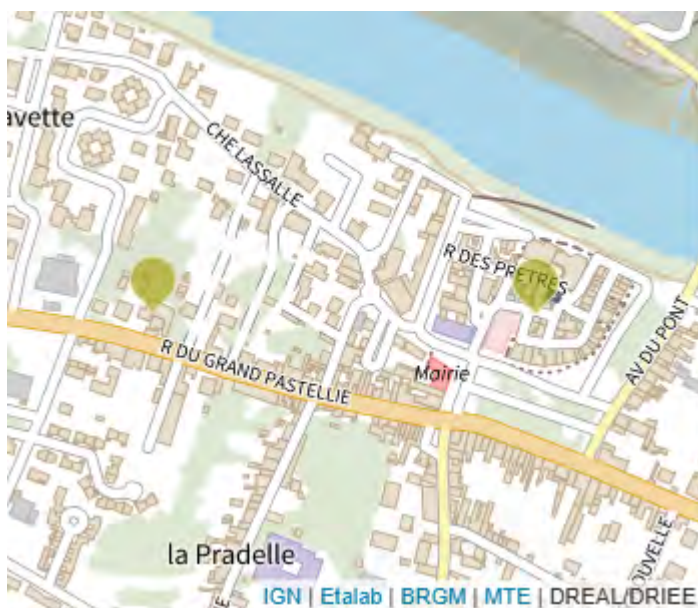 avette
CHE LASSALLE
R DES PRETRES
R DU GRAND PASTELLIE
Mairie
AV DU PONT
la Pradelle
OUVELLE
E
IGN | Etalab | BRGM | MTE | DREAL/DRIEE